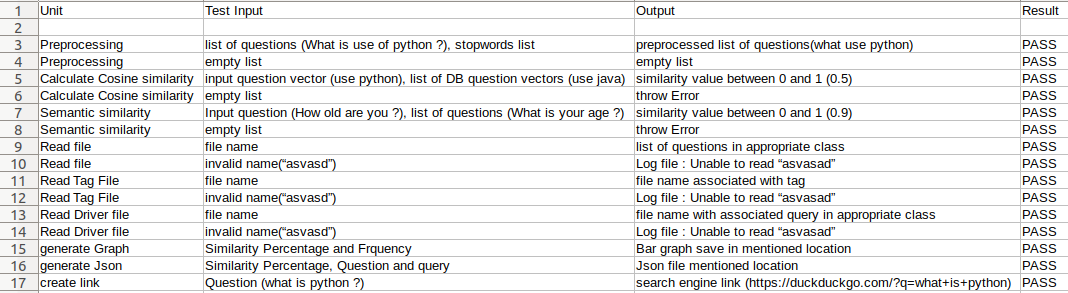 1 Unit Test Input Output Result
2
3 Preprocessing list of questions (What is use of python ?), stopwords list preprocessed list of questions(what use python) PASS
4 Preprocessing empty list empty list PASS
5 Calculate Cosine similarity input question vector (use python), list of DB question vectors (use java) similarity value between 0 and 1 (0.5) PASS
6 Calculate Cosine similarity empty list throw Error PASS
7 Semantic similarity Input question (How old are you ?), list of questions (What is your age ?) similarity value between 0 and 1 (0.9) PASS
8 Semantic similarity empty list throw Error PASS
9 Read file file name list of questions in appropriate class PASS
10 Read file invalid name(“asvasd”) Log file : Unable to read “asvasad” PASS
11 Read Tag File file name file name associated with tag PASS
12 Read Tag File invalid name(“asvasd”) Log file : Unable to read “asvasad” PASS
13 Read Driver file file name file name with associated query in appropriate class PASS
14 Read Driver file invalid name(“asvasd”) Log file : Unable to read “asvasad” PASS
15 generate Graph Similarity Percentage and Frquency Bar graph save in mentioned location PASS
16 generate Json Similarity Percentage, Question and query Json file mentioned location PASS
17 create link Question (what is python ?) search engine link (https://duckduckgo.com/?q=what+is+python) PASS